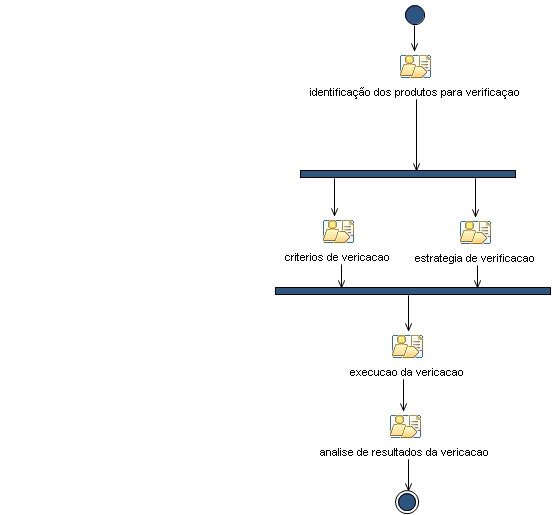 identificação dos produtos para verificaçao
criterios de vericacao
estrategia de verificacao
execucao da vericacao
analise de resultados da vericacao